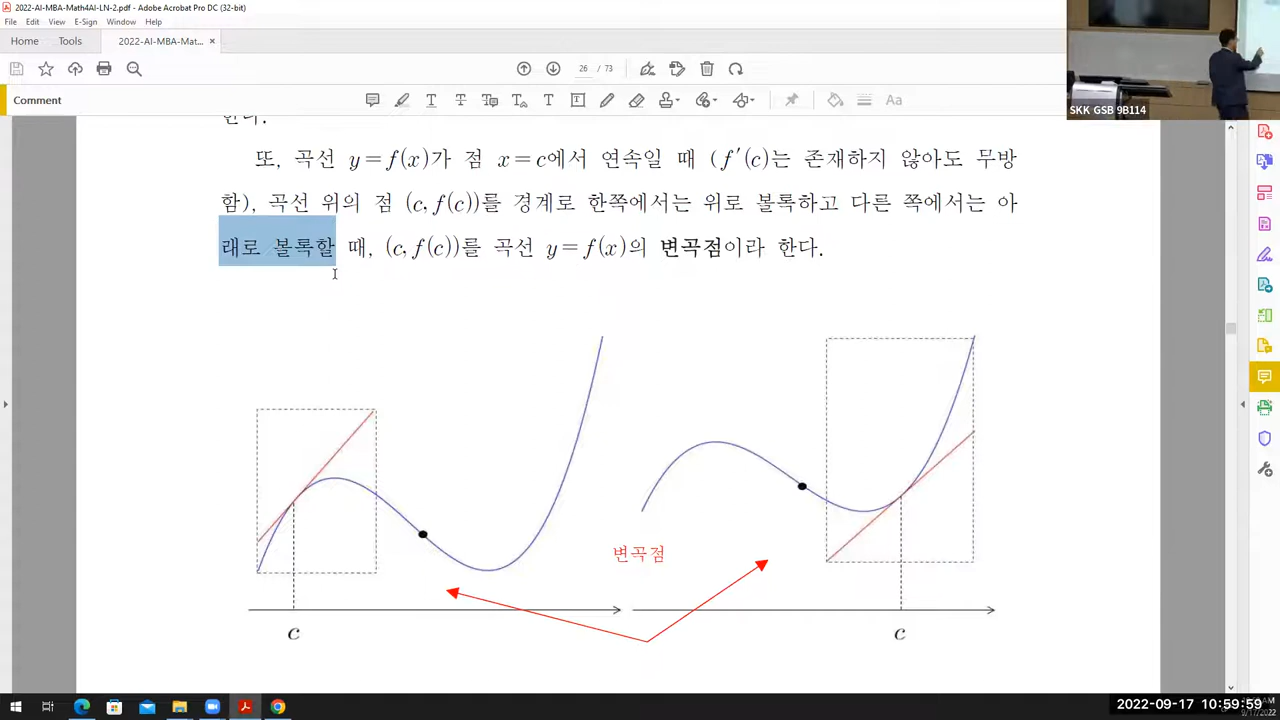 2022-AI-MBA-Math4AI-LN-2.pdf - Adobe Acrobat Pro DC (32-bit)
File Edit View E-Sign Window Help
Home Tools 2022-AI-MBA-Mat... ×
26 / 73
Comment
Aa
SKK GSB 9B114
한다.
또, 곡선 y=f(x)가 점 x=c에서 연속일 때 (f′(c)는 존재하지 않아도 무방
함), 곡선 위의 점 (c, f(c))를 경계로 한쪽에서는 위로 볼록하고 다른 쪽에서는 아
래로 볼록할 때, (c, f(c))를 곡선 y=f(x)의 변곡점이라 한다.
변곡점
c
c
2022-09-17 10:59:59